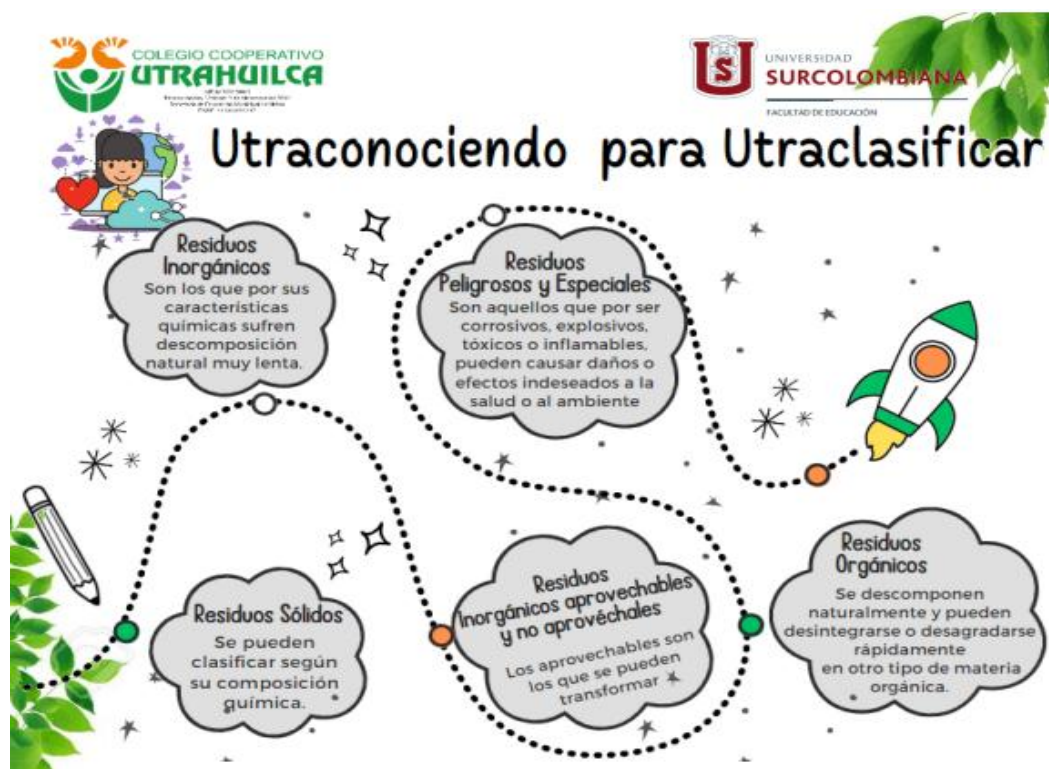 COLEGIO COOPERATIVO
UTRAHUILCA
UNIVERSIDAD
SURCOLOMBIANA
FACULTAD DE EDUCACIÓN
Utraconociendo para Utraclasificar
Residuos
Inorgánicos
Son los que por sus
características
químicas sufren
descomposición
natural muy lenta.
Residuos
Peligrosos y Especiales
Son aquellos que por ser
corrosivos, explosivos,
tóxicos o inflamables,
pueden causar daños o
efectos indeseados a la
salud o al ambiente
Residuos Sólidos
Se pueden
clasificar según
su composición
química.
Residuos
Inorgánicos aprovechables
y no aprovéchales
Los aprovechables son
los que se pueden
transformar
Residuos
Orgánicos
Se descomponen
naturalmente y pueden
desintegrarse o desagradarse
rápidamente
en otro tipo de materia
orgánica.